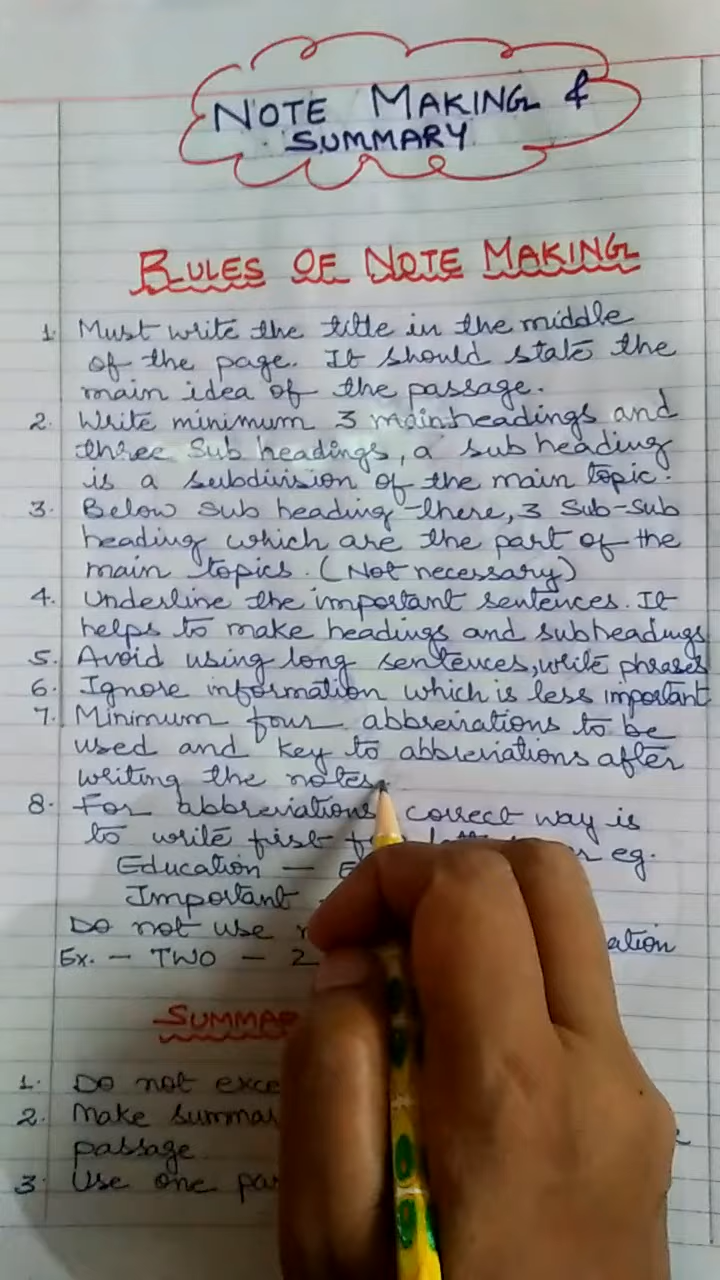 NOTE MAKING &
SUMMARY
RULES OF NOTE MAKING
1. Must write the title in the middle
of the page. It should state the
main idea of the passage.
2. Write minimum 3 main headings and
three Sub headings, a sub heading
is a subdivision of the main topic.
3. Below sub heading there, 3 Sub-sub
heading which are the part of the
main topics. (Not necessary)
4. Underline the important sentences. It
helps to make headings and subheadings
5. Avoid using long sentences, write phrases
6. Ignore information which is less important
7. Minimum four abbreviations to be
used and key to abbreviations after
writing the notes.
8. For abbreviations correct way is
to write first eg.
Education — E
Important
Do not use ation
Ex. — TWO — 2
SUMMAR
1. Do not exce
2. Make summa
passage
3. Use one pa